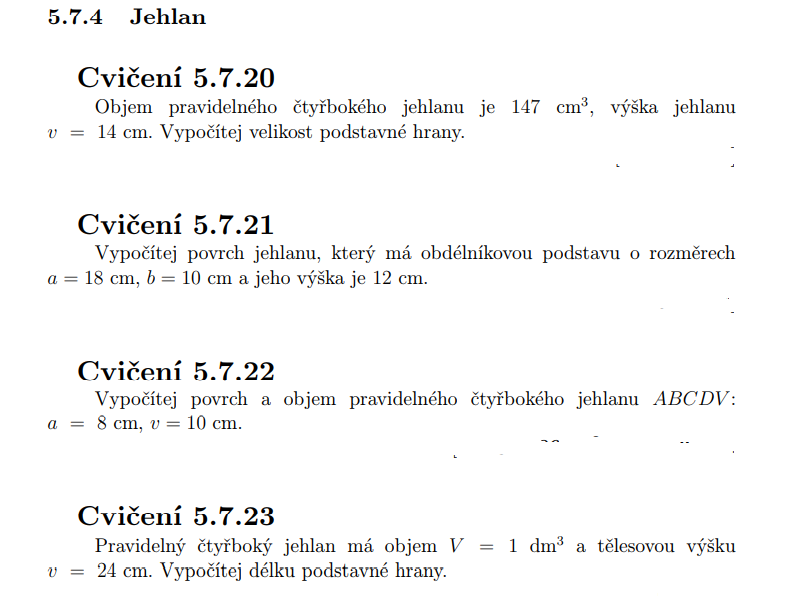 5.7.4 Jehlan
Cvičení 5.7.20
Objem pravidelného čtyřbokého jehlanu je 147 cm³, výška jehlanu
v = 14 cm. Vypočítej velikost podstavné hrany.
Cvičení 5.7.21
Vypočítej povrch jehlanu, který má obdélníkovou podstavu o rozměrech
a = 18 cm, b = 10 cm a jeho výška je 12 cm.
Cvičení 5.7.22
Vypočítej povrch a objem pravidelného čtyřbokého jehlanu ABCDV:
a = 8 cm, v = 10 cm.
Cvičení 5.7.23
Pravidelný čtyřboký jehlan má objem V = 1 dm³ a tělesovou výšku
v = 24 cm. Vypočítej délku podstavné hrany.